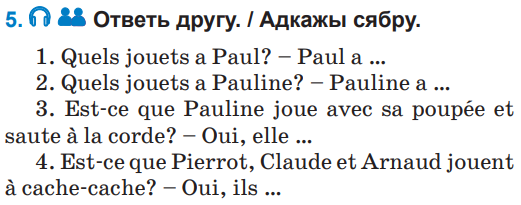 5. Ответь другу. / Адкажы сябру.
1. Quels jouets a Paul? – Paul a ...
2. Quels jouets a Pauline? – Pauline a ...
3. Est-ce que Pauline joue avec sa poupée et
saute à la corde? – Oui, elle ...
4. Est-ce que Pierrot, Claude et Arnaud jouent
à cache-cache? – Oui, ils ...